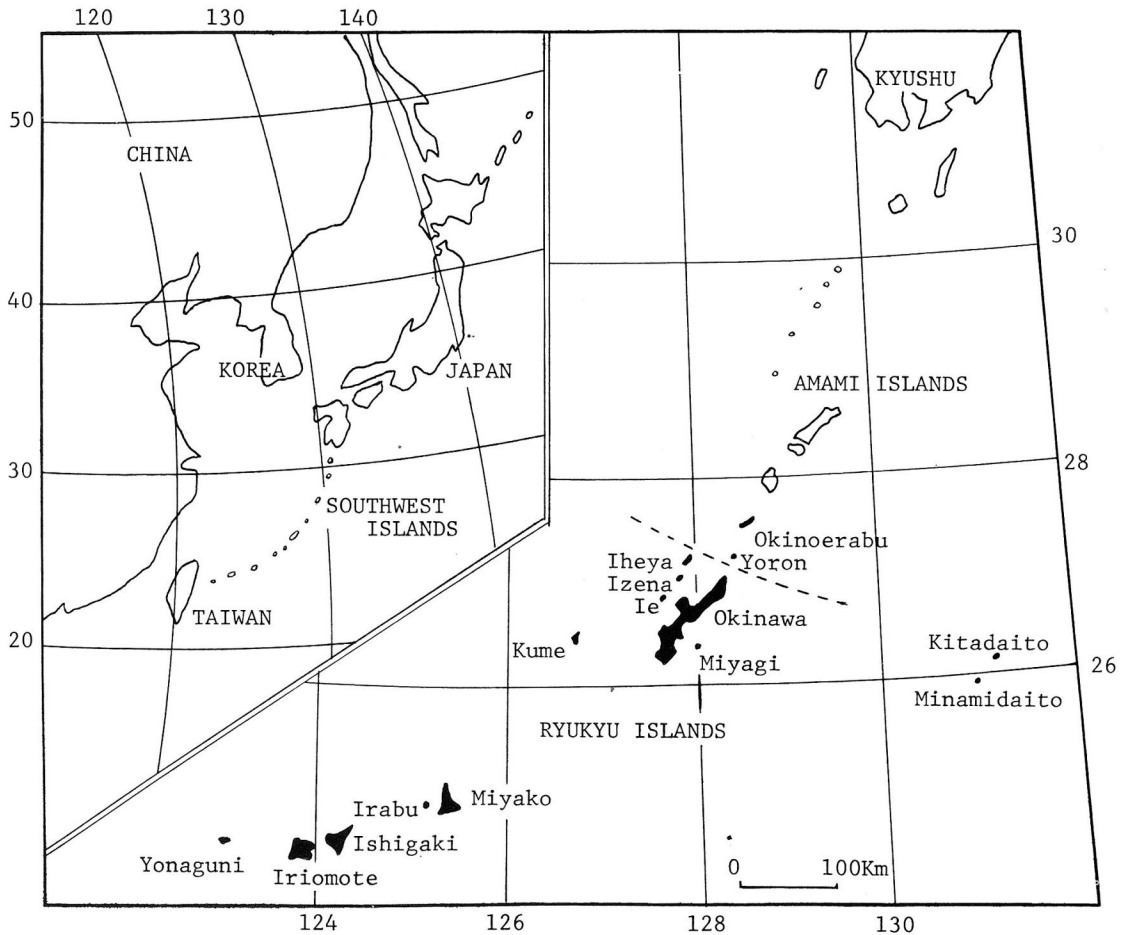 120 130 140
50
40
30
20
CHINA
KOREA
JAPAN
SOUTHWEST
ISLANDS
TAIWAN
KYUSHU
30
AMAMI ISLANDS
28
Okinoerabu
Iheya
Yoron
Izena
Ie
Okinawa
Kume
Miyagi
Kitadaito
26
Minamidaito
RYUKYU ISLANDS
Irabu
Miyako
Yonaguni
Ishigaki
Iriomote
0 100Km
124 126 128 130